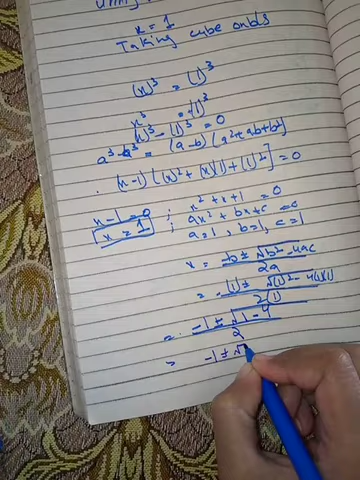 x = 1
Taking cube on b/s
(x)³ = (1)³
x³ = (1)³
(x)³ - (1)³ = 0
a³ - b³ = (a-b)(a²+ab+b²)
(x-1)[(x)²+(x)(1)+(1)²] = 0
x-1=0 ; x²+x+1 = 0
x = 1 ; ax²+bx+c = 0
a=1, b=1, c=1
x = -b ± √b² - 4ac / 2a
= -(1) ± √(1)² - 4(1)(1) / 2(1)
= -1 ± √1 - 4 / 2
= -1 ± √